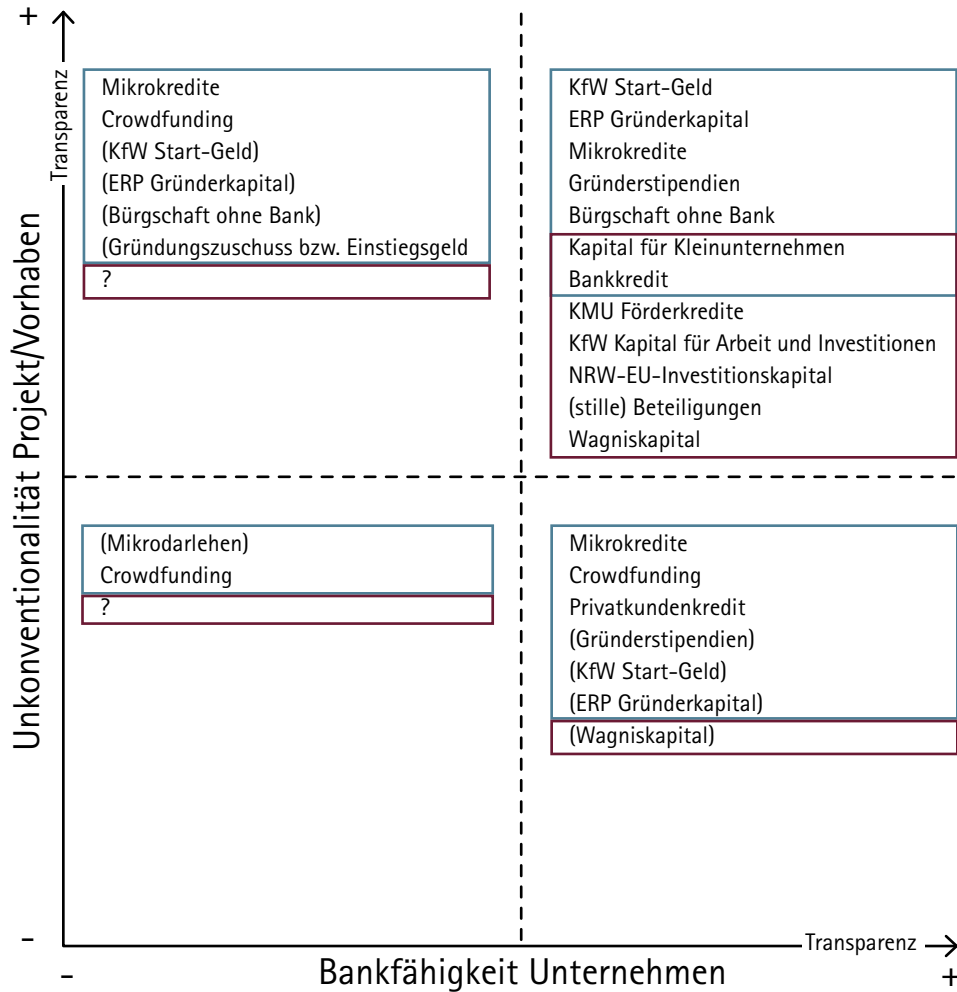 +
Transparenz
Unkonventionalität Projekt/Vorhaben
Mikrokredite
Crowdfunding
(KfW Start-Geld)
(ERP Gründerkapital)
(Bürgschaft ohne Bank)
(Gründungszuschuss bzw. Einstiegsgeld
?
KfW Start-Geld
ERP Gründerkapital
Mikrokredite
Gründerstipendien
Bürgschaft ohne Bank
Kapital für Kleinunternehmen
Bankkredit
KMU Förderkredite
KfW Kapital für Arbeit und Investitionen
NRW-EU-Investitionskapital
(stille) Beteiligungen
Wagniskapital
(Mikrodarlehen)
Crowdfunding
?
Mikrokredite
Crowdfunding
Privatkundenkredit
(Gründerstipendien)
(KfW Start-Geld)
(ERP Gründerkapital)
(Wagniskapital)
-
Transparenz
-
Bankfähigkeit Unternehmen
+